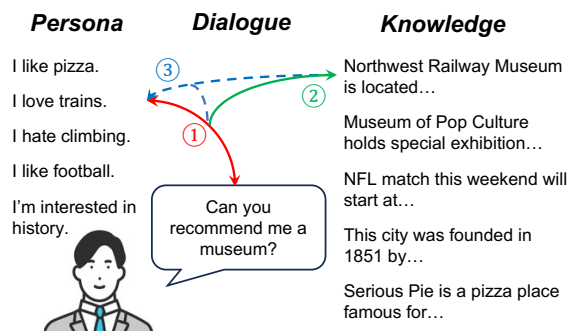 Persona
Dialogue
Knowledge
I like pizza.
I love trains.
I hate climbing.
I like football.
I'm interested in
history.
③
①
②
Can you
recommend me a
museum?
Northwest Railway Museum
is located…
Museum of Pop Culture
holds special exhibition…
NFL match this weekend will
start at…
This city was founded in
1851 by…
Serious Pie is a pizza place
famous for…